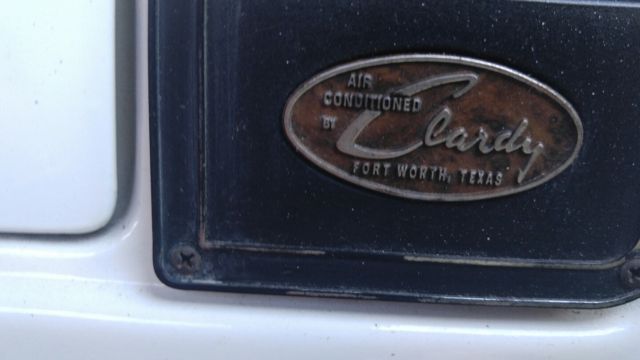 AIR
CONDITIONED
BY Clardy
FORT WORTH, TEXAS